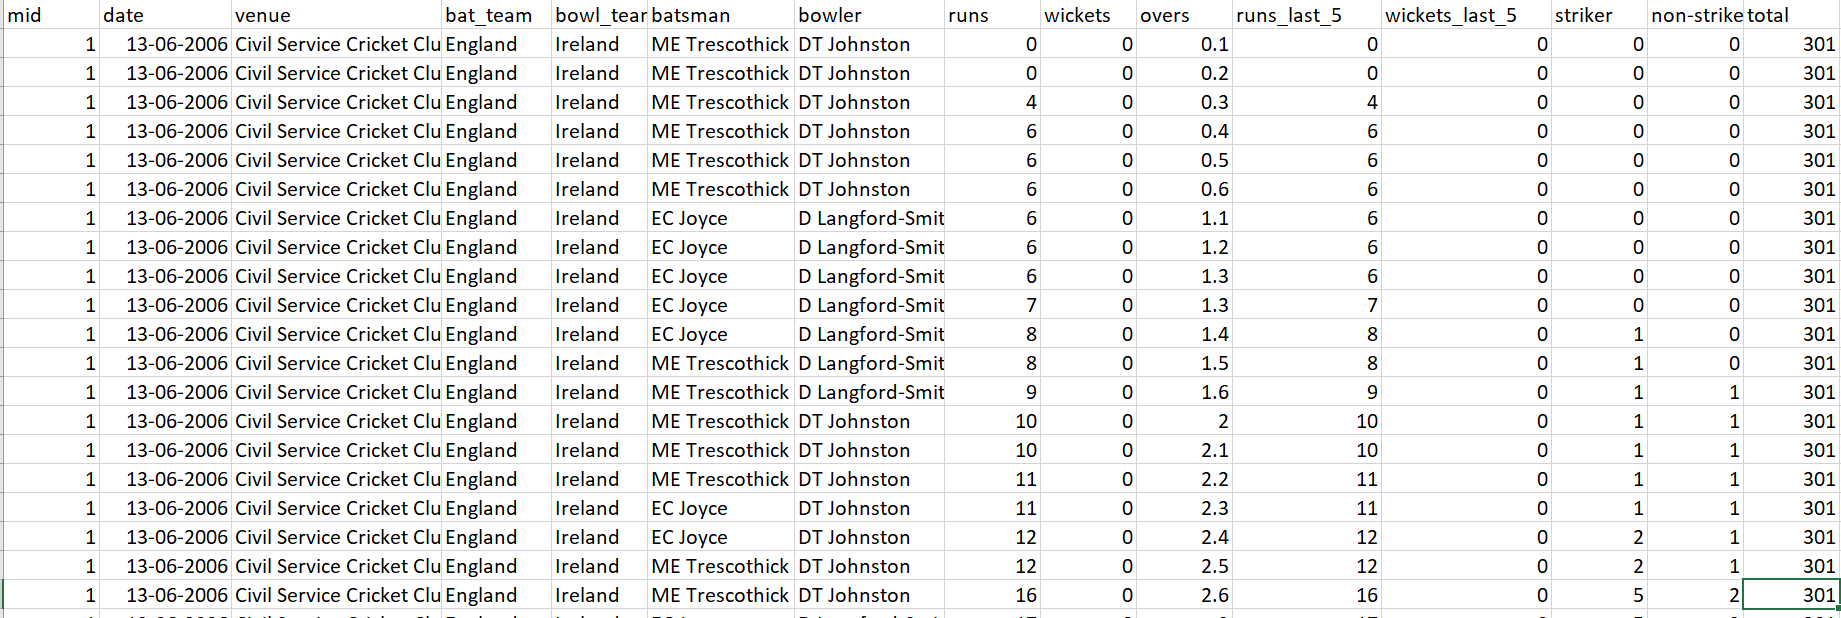 mid date venue bat_team bowl_tear batsman bowler runs wickets overs runs_last_5 wickets_last_5 striker non-strike total
1 13-06-2006 Civil Service Cricket Clu England Ireland ME Trescothick DT Johnston 0 0 0.1 0 0 0 0 301
1 13-06-2006 Civil Service Cricket Clu England Ireland ME Trescothick DT Johnston 0 0 0.2 0 0 0 0 301
1 13-06-2006 Civil Service Cricket Clu England Ireland ME Trescothick DT Johnston 4 0 0.3 4 0 0 0 301
1 13-06-2006 Civil Service Cricket Clu England Ireland ME Trescothick DT Johnston 6 0 0.4 6 0 0 0 301
1 13-06-2006 Civil Service Cricket Clu England Ireland ME Trescothick DT Johnston 6 0 0.5 6 0 0 0 301
1 13-06-2006 Civil Service Cricket Clu England Ireland ME Trescothick DT Johnston 6 0 0.6 6 0 0 0 301
1 13-06-2006 Civil Service Cricket Clu England Ireland EC Joyce D Langford-Smit 6 0 1.1 6 0 0 0 301
1 13-06-2006 Civil Service Cricket Clu England Ireland EC Joyce D Langford-Smit 6 0 1.2 6 0 0 0 301
1 13-06-2006 Civil Service Cricket Clu England Ireland EC Joyce D Langford-Smit 6 0 1.3 6 0 0 0 301
1 13-06-2006 Civil Service Cricket Clu England Ireland EC Joyce D Langford-Smit 7 0 1.3 7 0 0 0 301
1 13-06-2006 Civil Service Cricket Clu England Ireland EC Joyce D Langford-Smit 8 0 1.4 8 0 1 0 301
1 13-06-2006 Civil Service Cricket Clu England Ireland ME Trescothick D Langford-Smit 8 0 1.5 8 0 1 0 301
1 13-06-2006 Civil Service Cricket Clu England Ireland ME Trescothick D Langford-Smit 9 0 1.6 9 0 1 1 301
1 13-06-2006 Civil Service Cricket Clu England Ireland ME Trescothick DT Johnston 10 0 2 10 0 1 1 301
1 13-06-2006 Civil Service Cricket Clu England Ireland ME Trescothick DT Johnston 10 0 2.1 10 0 1 1 301
1 13-06-2006 Civil Service Cricket Clu England Ireland ME Trescothick DT Johnston 11 0 2.2 11 0 1 1 301
1 13-06-2006 Civil Service Cricket Clu England Ireland EC Joyce DT Johnston 11 0 2.3 11 0 1 1 301
1 13-06-2006 Civil Service Cricket Clu England Ireland EC Joyce DT Johnston 12 0 2.4 12 0 2 1 301
1 13-06-2006 Civil Service Cricket Clu England Ireland ME Trescothick DT Johnston 12 0 2.5 12 0 2 1 301
1 13-06-2006 Civil Service Cricket Clu England Ireland ME Trescothick DT Johnston 16 0 2.6 16 0 5 2 301